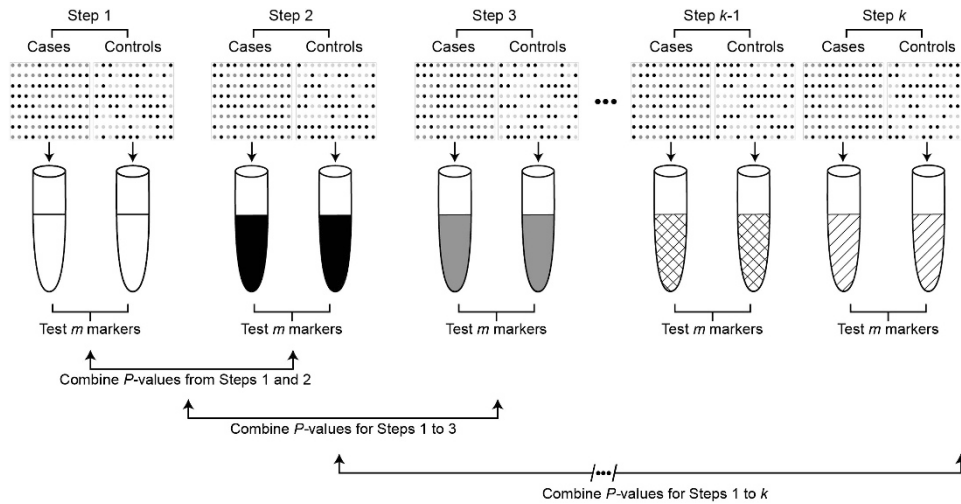 Step 1 Step 2 Step 3 Step k-1 Step k
Cases Controls Cases Controls Cases Controls Cases Controls Cases Controls
•••
Test m markers Test m markers Test m markers Test m markers Test m markers
Combine P-values from Steps 1 and 2
Combine P-values for Steps 1 to 3
/•••/
Combine P-values for Steps 1 to k